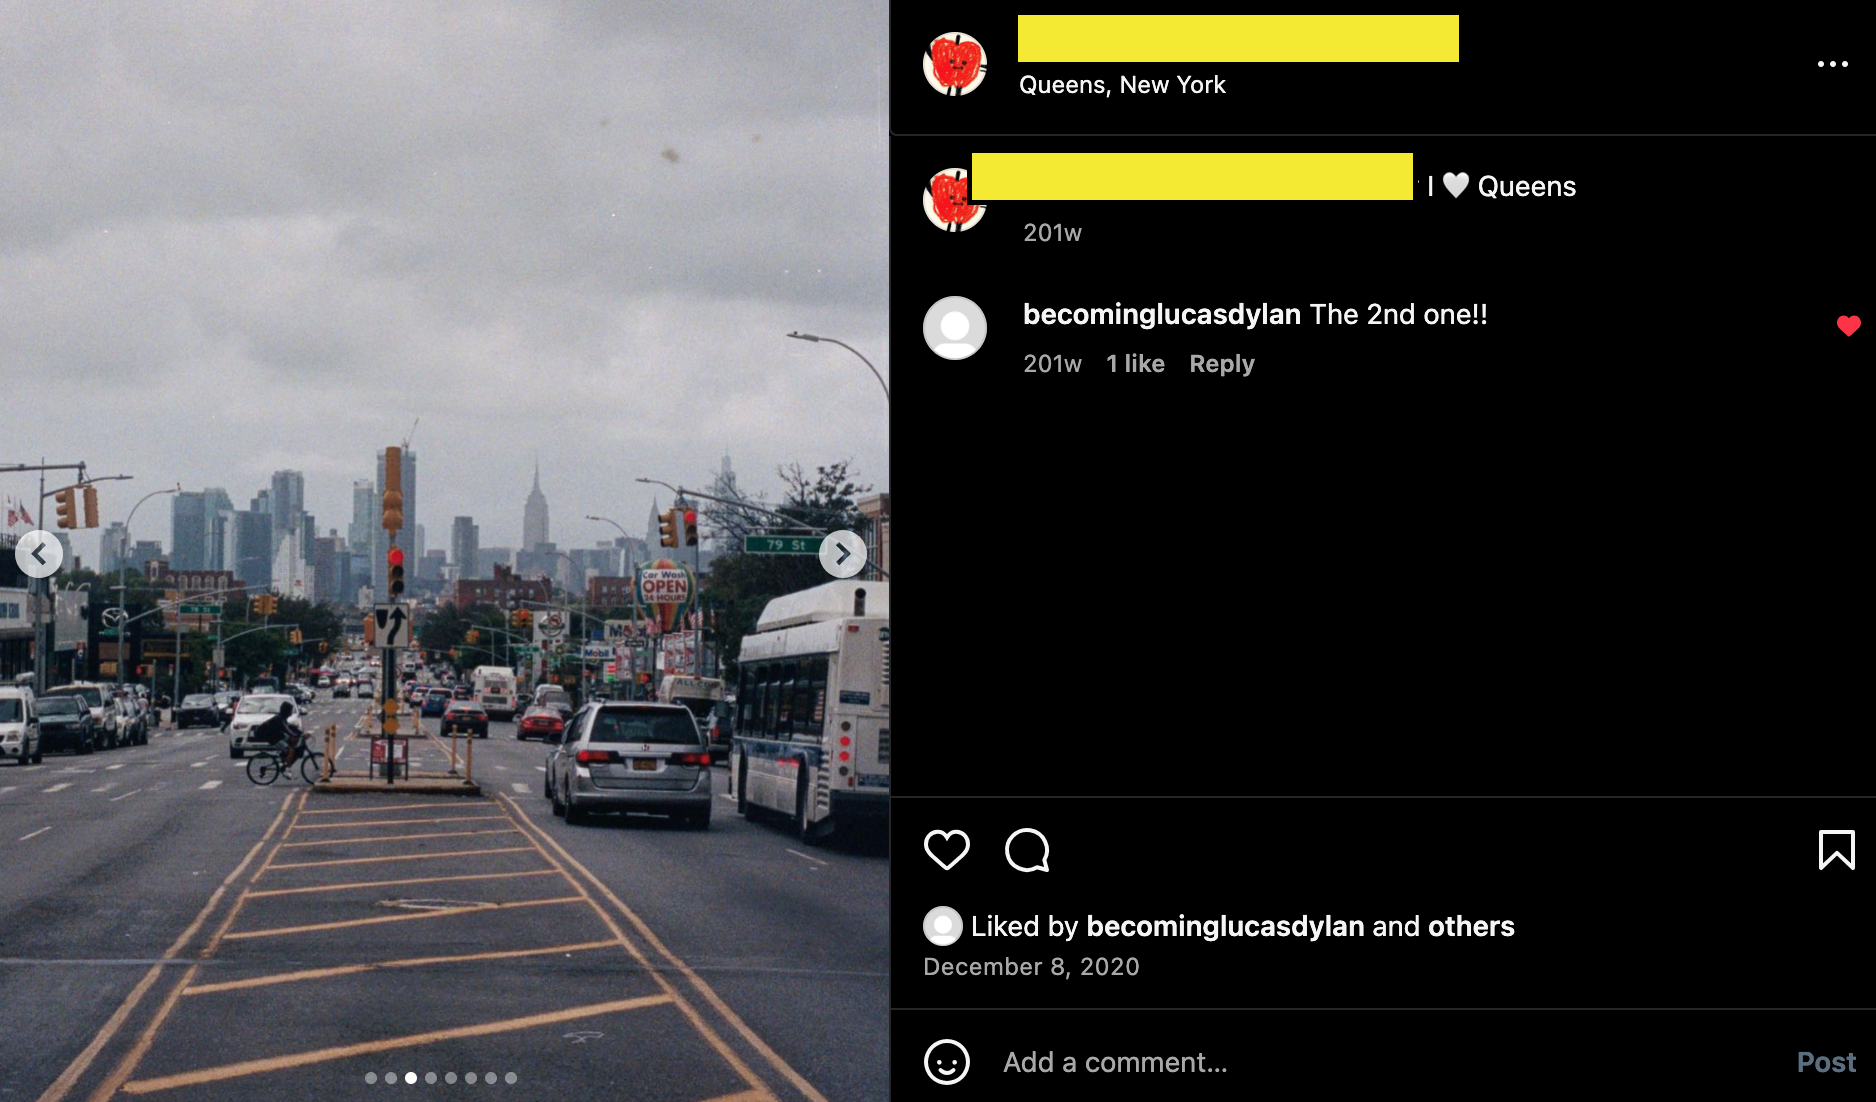 79 St
Car Wash
OPEN
24 HOURS
Mobil
Queens, New York
I 🤍 Queens
201w
becominglucasdylan The 2nd one!!
201w 1 like Reply
Liked by becominglucasdylan and others
December 8, 2020
Add a comment...
Post